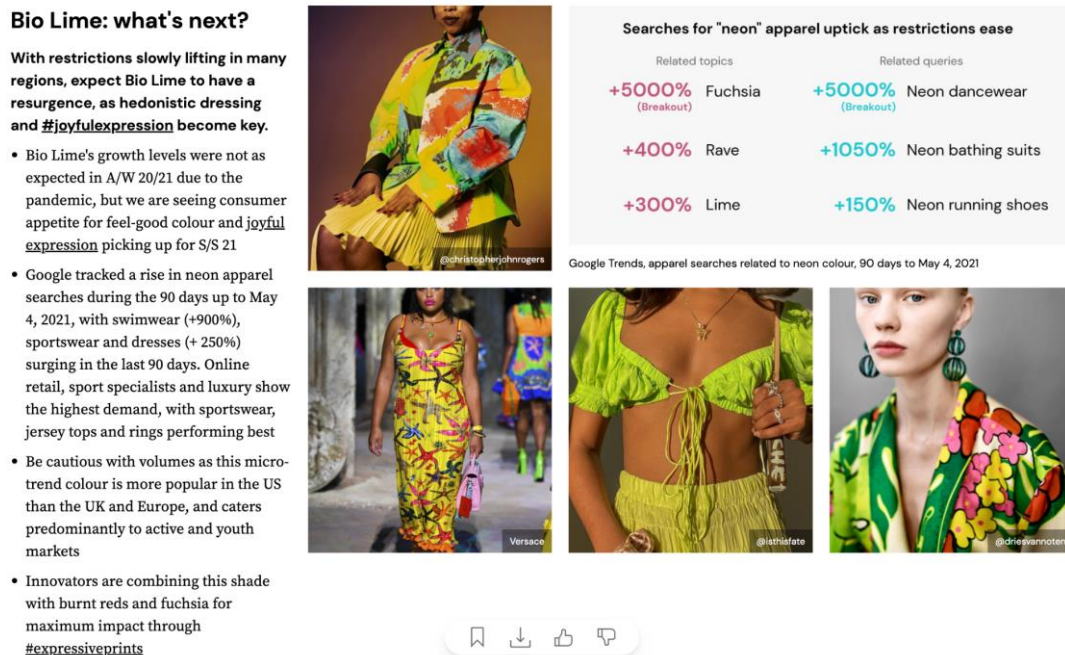 Bio Lime: what's next?
With restrictions slowly lifting in many
regions, expect Bio Lime to have a
resurgence, as hedonistic dressing
and #joyfulexpression become key.
• Bio Lime's growth levels were not as
expected in A/W 20/21 due to the
pandemic, but we are seeing consumer
appetite for feel-good colour and joyful
expression picking up for S/S 21
• Google tracked a rise in neon apparel
searches during the 90 days up to May
4, 2021, with swimwear (+900%),
sportswear and dresses (+ 250%)
surging in the last 90 days. Online
retail, sport specialists and luxury show
the highest demand, with sportswear,
jersey tops and rings performing best
• Be cautious with volumes as this micro-
trend colour is more popular in the US
than the UK and Europe, and caters
predominantly to active and youth
markets
• Innovators are combining this shade
with burnt reds and fuchsia for
maximum impact through
#expressiveprints
@christopherjohnrogers
Searches for "neon" apparel uptick as restrictions ease
Related topics
+5000% Fuchsia
(Breakout)
+400% Rave
+300% Lime
Related queries
+5000% Neon dancewear
(Breakout)
+1050% Neon bathing suits
+150% Neon running shoes
Google Trends, apparel searches related to neon colour, 90 days to May 4, 2021
Versace
@isthisfate
@driesvannoten